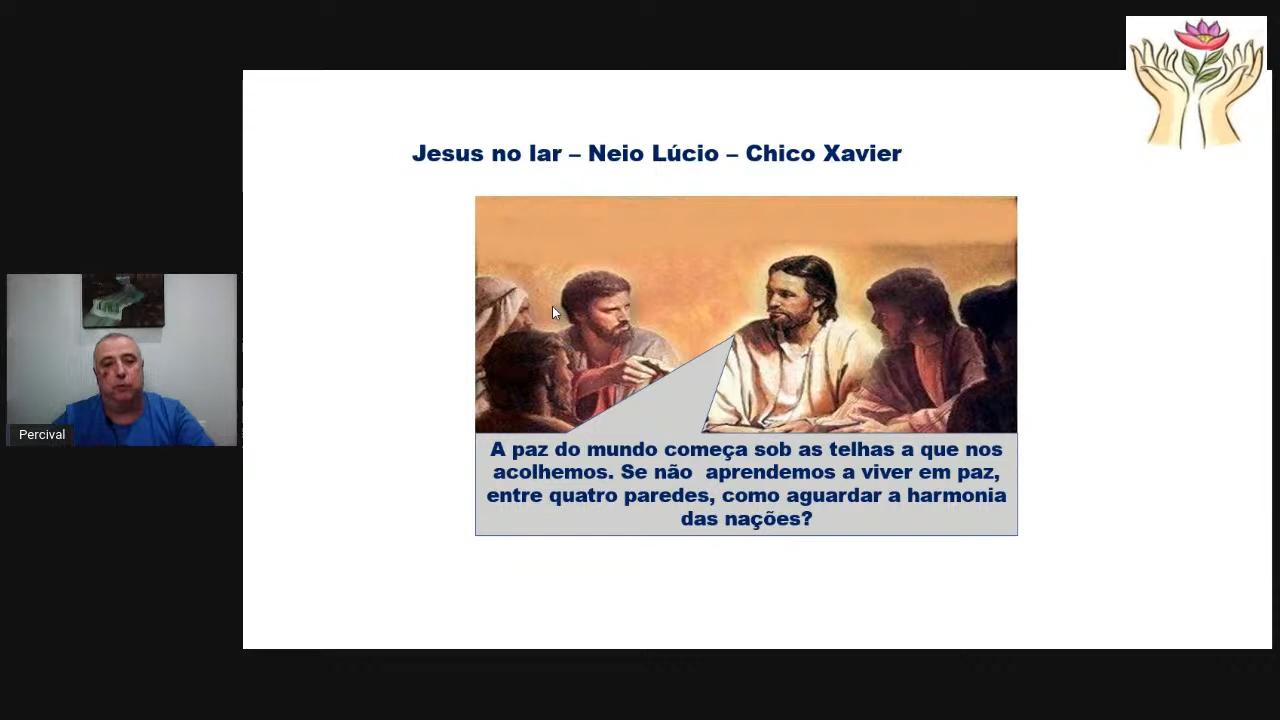 Jesus no lar – Neio Lúcio – Chico Xavier
A paz do mundo começa sob as telhas a que nos
acolhemos. Se não  aprendemos a viver em paz,
entre quatro paredes, como aguardar a harmonia
das nações?
Percival